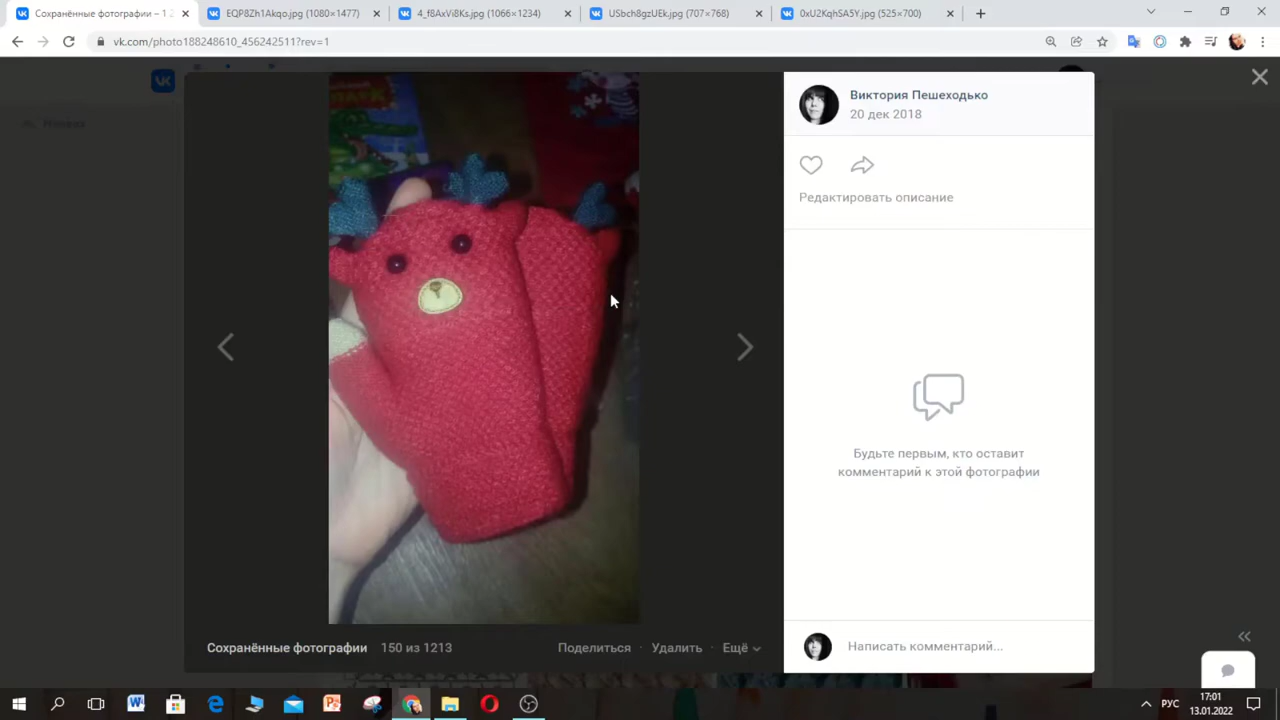 Сохранённые фотографии – 1 2
EQP8Zh1Akqo.jpg (1080×1477)
4_f8AxVi8Ks.jpg (1066×1234)
USbch8gzUEk.jpg (707×768)
0xU2KqhSA5Y.jpg (525×700)
vk.com/photo188248610_456242511?rev=1
Виктория Пешеходько
20 дек 2018
Редактировать описание
Будьте первым, кто оставит
комментарий к этой фотографии
Сохранённые фотографии 150 из 1213
Поделиться · Удалить · Ещё
Написать комментарий...
РУС
17:01
13.01.2022